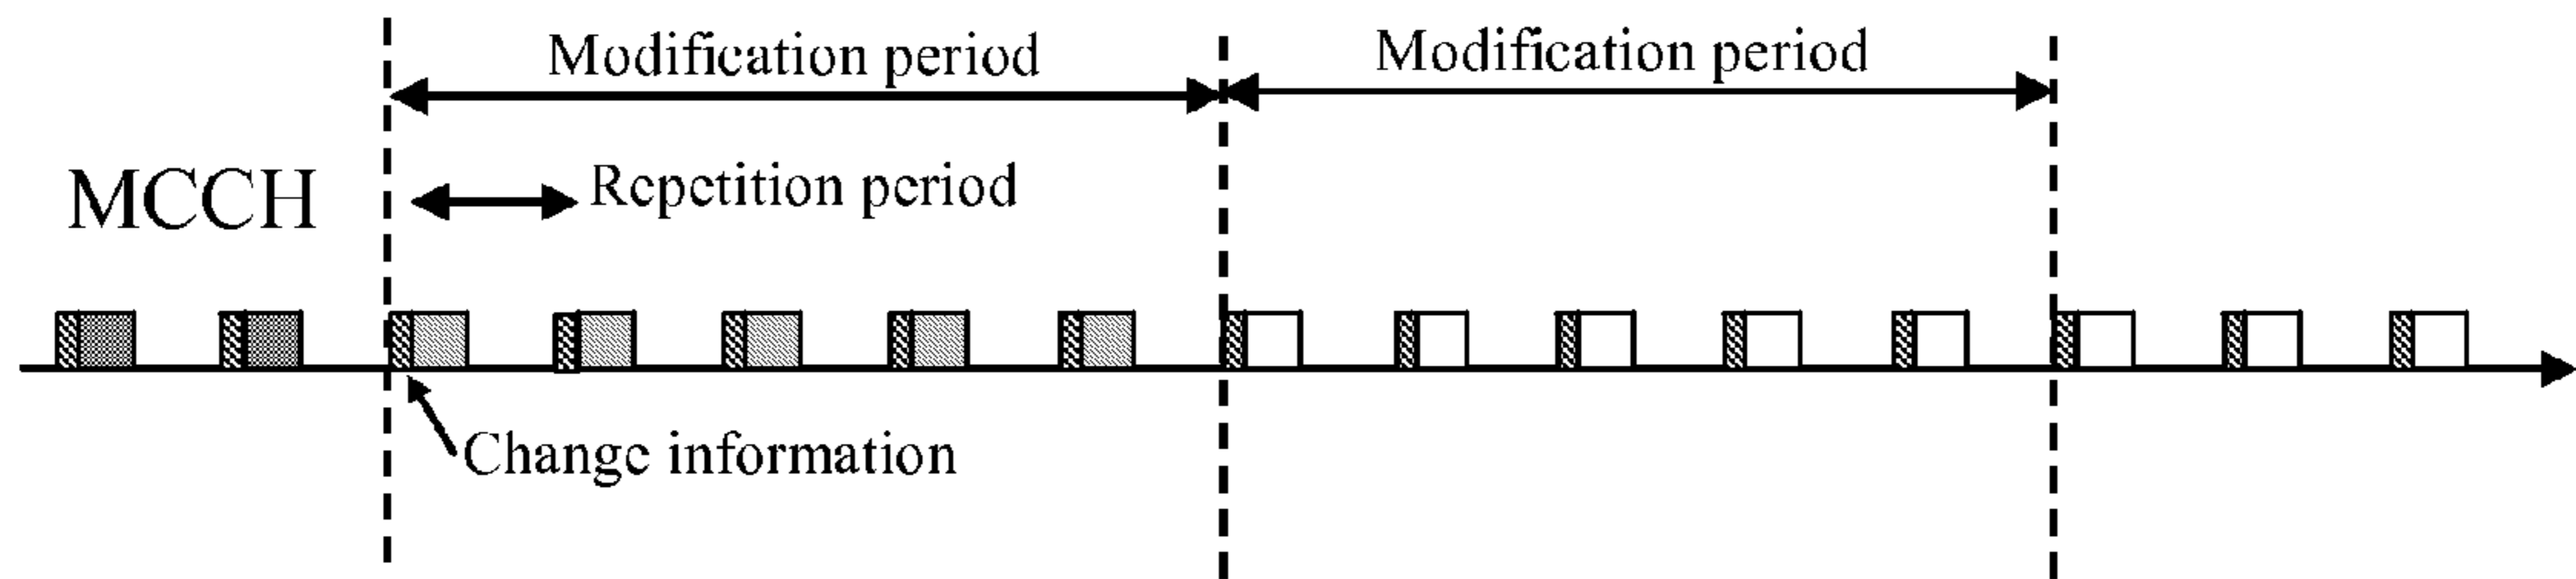 Modification period
Modification period
MCCH
Repetition period
Change information